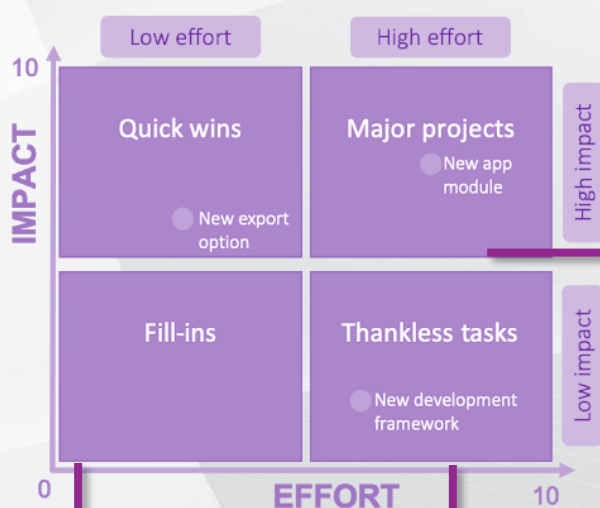 Low effort
High effort
10
IMPACT
Quick wins
Major projects
New app
module
New export
option
High impact
Fill-ins
Thankless tasks
New development
framework
Low impact
0
EFFORT
10